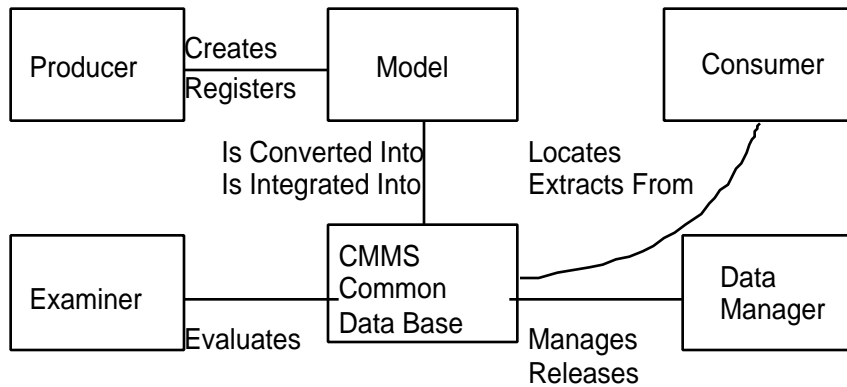 Producer
Creates
Registers
Model
Consumer
Is Converted Into
Is Integrated Into
Locates
Extracts From
Examiner
Evaluates
CMMS
Common
Data Base
Manages
Releases
Data
Manager